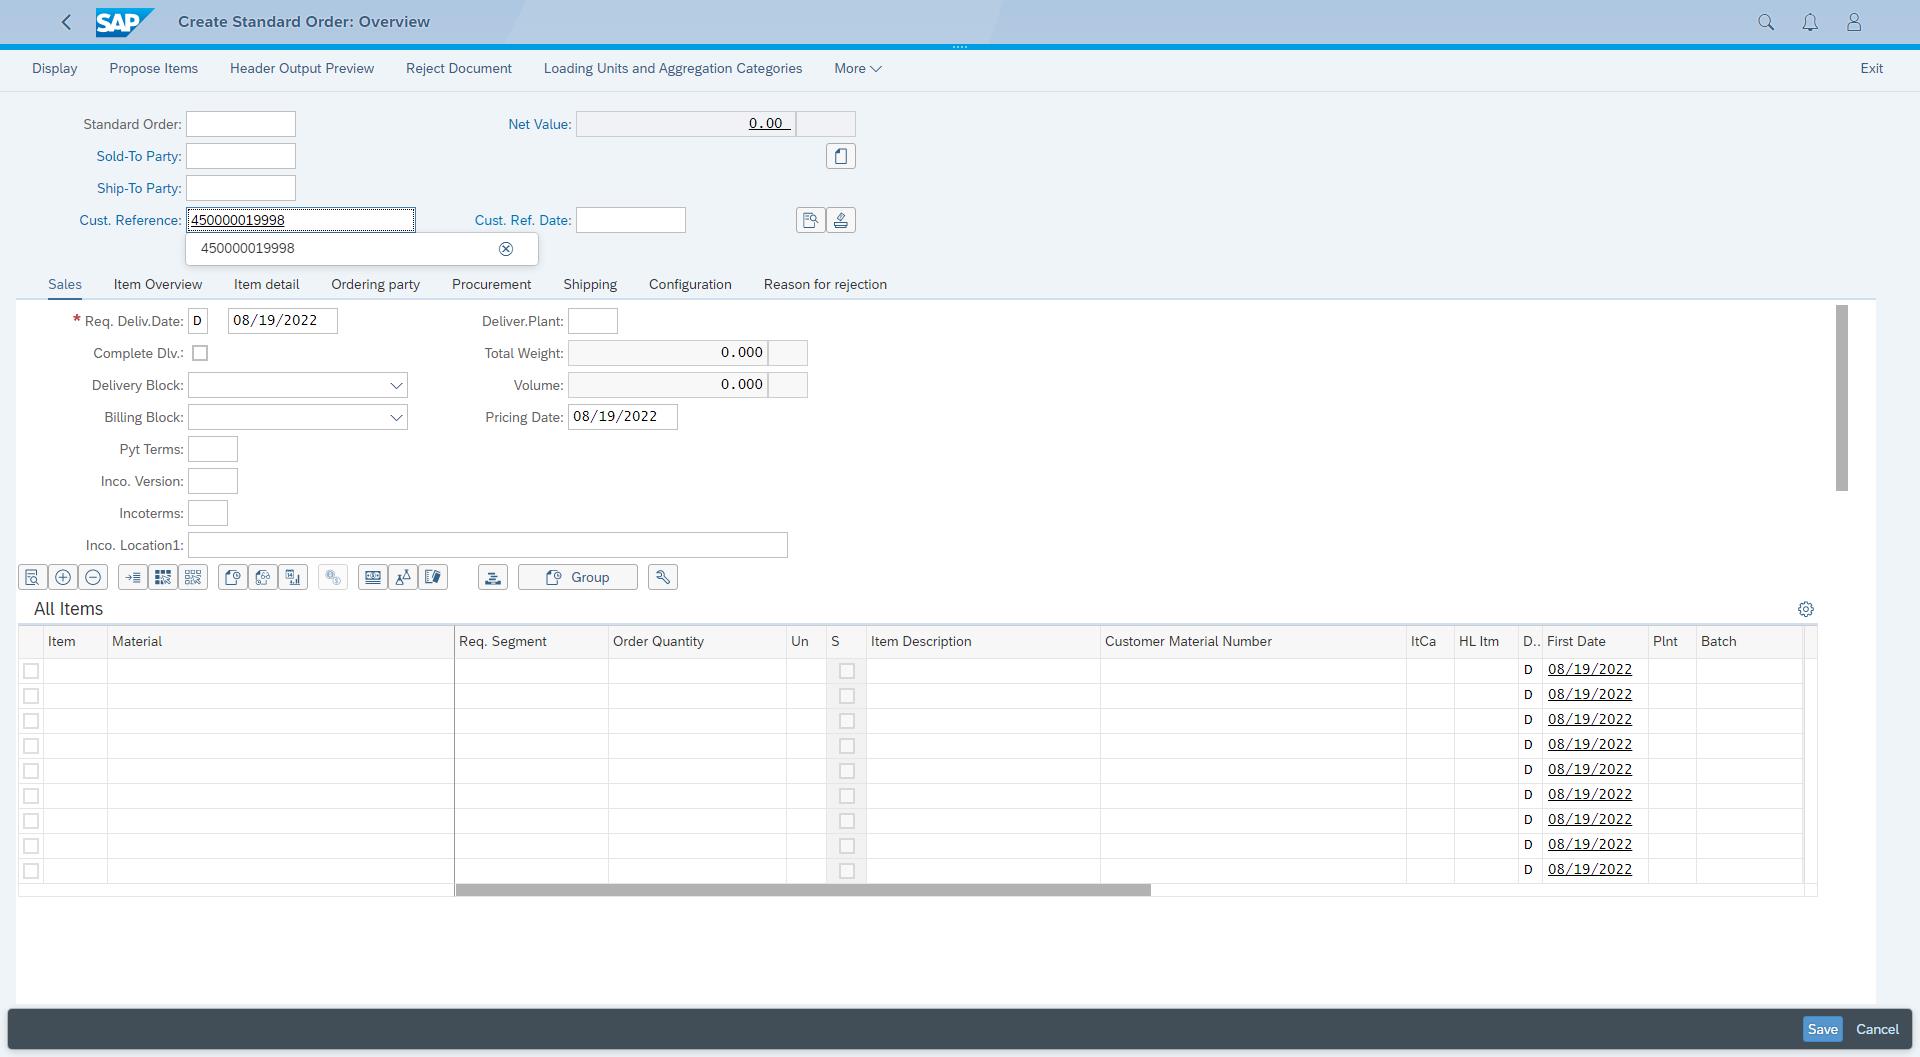 SAP Create Standard Order: Overview
Display Propose Items Header Output Preview Reject Document Loading Units and Aggregation Categories More Exit
Standard Order: Net Value: 0.00
Sold-To Party:
Ship-To Party:
Cust. Reference: 450000019998 Cust. Ref. Date:
450000019998
Sales Item Overview Item detail Ordering party Procurement Shipping Configuration Reason for rejection
* Req. Deliv.Date: D 08/19/2022 Deliver.Plant:
Complete Dlv.: Total Weight: 0.000
Delivery Block: Volume: 0.000
Billing Block: Pricing Date: 08/19/2022
Pyt Terms:
Inco. Version:
Incoterms:
Inco. Location1:
Group
All Items
Item Material Req. Segment Order Quantity Un S Item Description Customer Material Number ItCa HL Itm D.. First Date Plnt Batch
D 08/19/2022
D 08/19/2022
D 08/19/2022
D 08/19/2022
D 08/19/2022
D 08/19/2022
D 08/19/2022
D 08/19/2022
D 08/19/2022
Save Cancel